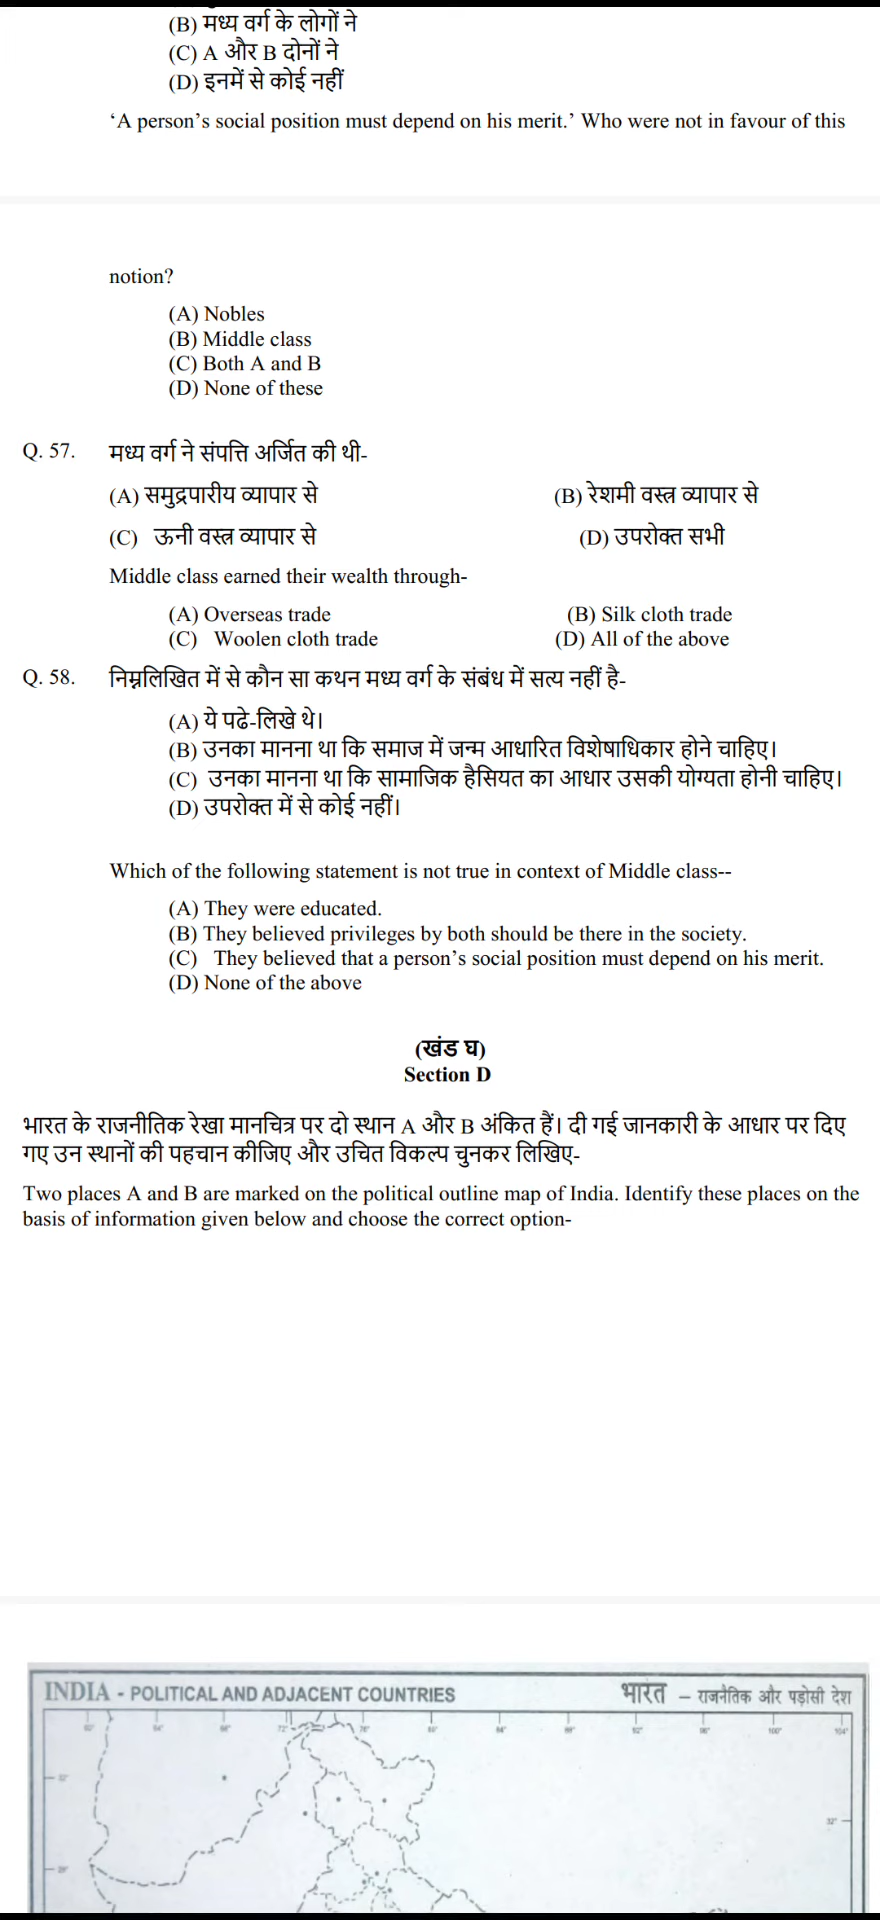 (B) मध्य वर्ग के लोगों ने
(C) A और B दोनों ने
(D) इनमें से कोई नहीं
‘A person’s social position must depend on his merit.’ Who were not in favour of this
notion?
(A) Nobles
(B) Middle class
(C) Both A and B
(D) None of these
Q. 57. मध्य वर्ग ने संपत्ति अर्जित की थी-
(A) समुद्रपारीय व्यापार से (B) रेशमी वस्त्र व्यापार से
(C) ऊनी वस्त्र व्यापार से (D) उपरोक्त सभी
Middle class earned their wealth through-
(A) Overseas trade (B) Silk cloth trade
(C) Woolen cloth trade (D) All of the above
Q. 58. निम्नलिखित में से कौन सा कथन मध्य वर्ग के संबंध में सत्य नहीं है-
(A) ये पढे-लिखे थे।
(B) उनका मानना था कि समाज में जन्म आधारित विशेषाधिकार होने चाहिए।
(C) उनका मानना था कि सामाजिक हैसियत का आधार उसकी योग्यता होनी चाहिए।
(D) उपरोक्त में से कोई नहीं।
Which of the following statement is not true in context of Middle class--
(A) They were educated.
(B) They believed privileges by both should be there in the society.
(C) They believed that a person’s social position must depend on his merit.
(D) None of the above
(खंड घ)
Section D
भारत के राजनीतिक रेखा मानचित्र पर दो स्थान A और B अंकित हैं। दी गई जानकारी के आधार पर दिए
गए उन स्थानों की पहचान कीजिए और उचित विकल्प चुनकर लिखिए-
Two places A and B are marked on the political outline map of India. Identify these places on the
basis of information given below and choose the correct option-
INDIA - POLITICAL AND ADJACENT COUNTRIES भारत – राजनैतिक और पड़ोसी देश
100° 104°
32°